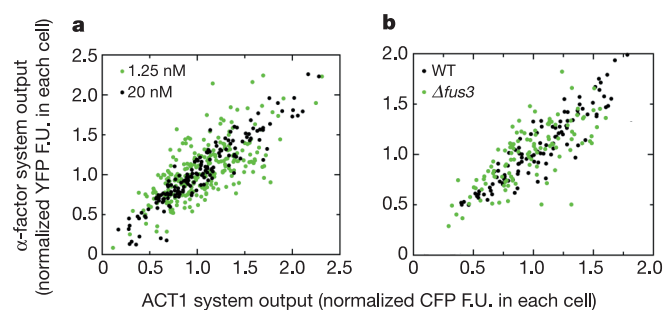 a
b
2.5
2.0
1.5
1.0
0.5
0
1.25 nM
20 nM
0
0.5
1.0
1.5
2.0
2.5
2.0
1.5
1.0
0.5
0
WT
Δfus3
0
0.5
1.0
1.5
2.0
α-factor system output
(normalized YFP F.U. in each cell)
ACT1 system output (normalized CFP F.U. in each cell)